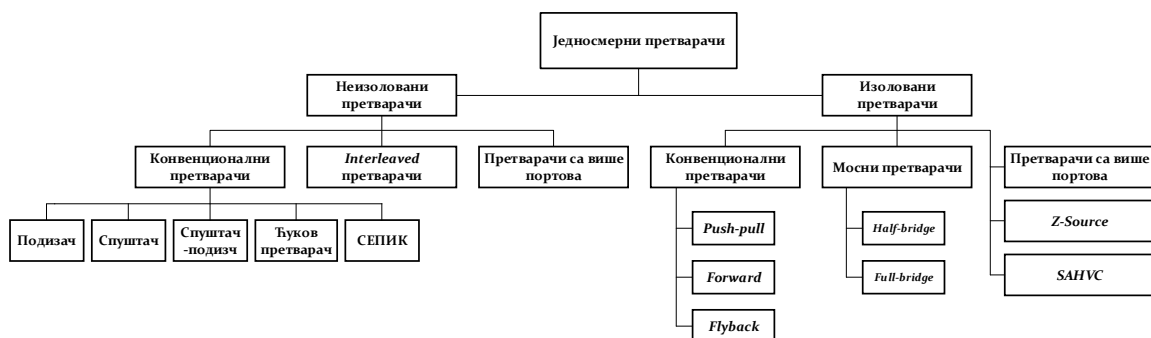 Једносмерни претварачи
Неизоловани
претварачи
Изоловани
претварачи
Конвенционални
претварачи
Interleaved
претварачи
Претварачи са више
портова
Конвенционални
претварачи
Мосни претварачи
Претварачи са више
портова
Подизач
Спуштач
Спуштач
-подизч
Ћуков
претварач
СЕПИК
Push-pull
Forward
Flyback
Half-bridge
Full-bridge
Z-Source
SAHVC